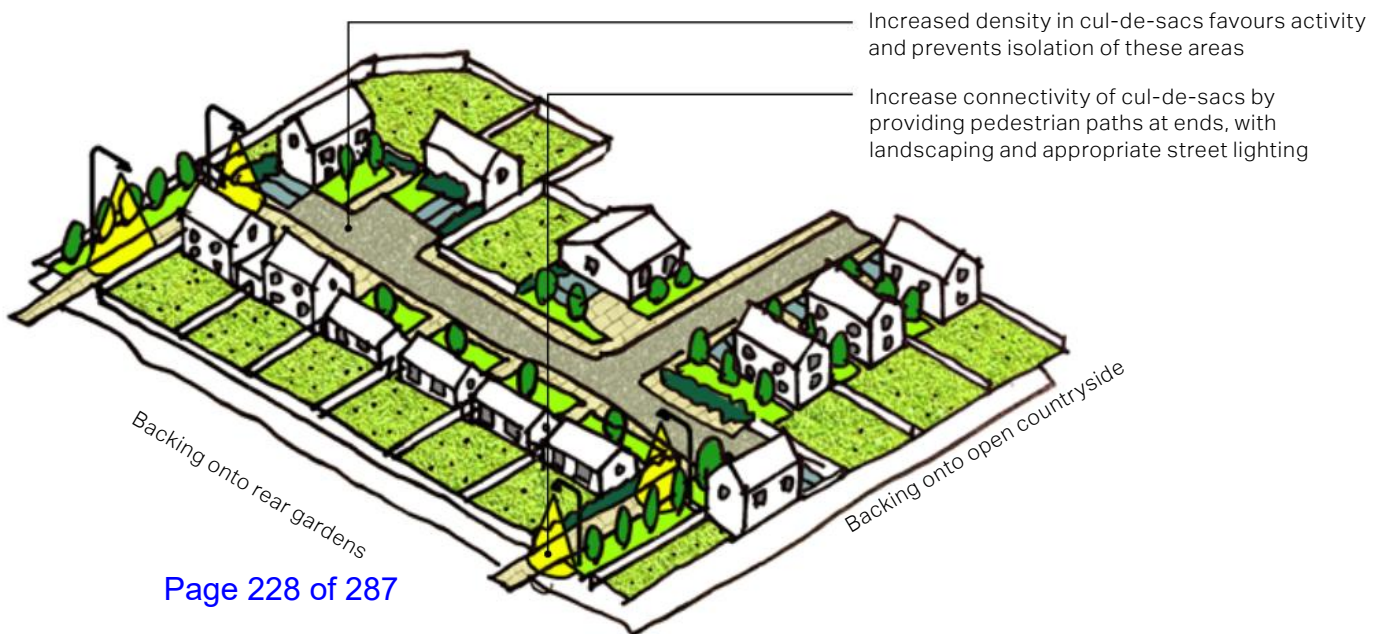 Increased density in cul-de-sacs favours activity
and prevents isolation of these areas
Increase connectivity of cul-de-sacs by
providing pedestrian paths at ends, with
landscaping and appropriate street lighting
Backing onto rear gardens
Backing onto open countryside
Page 228 of 287